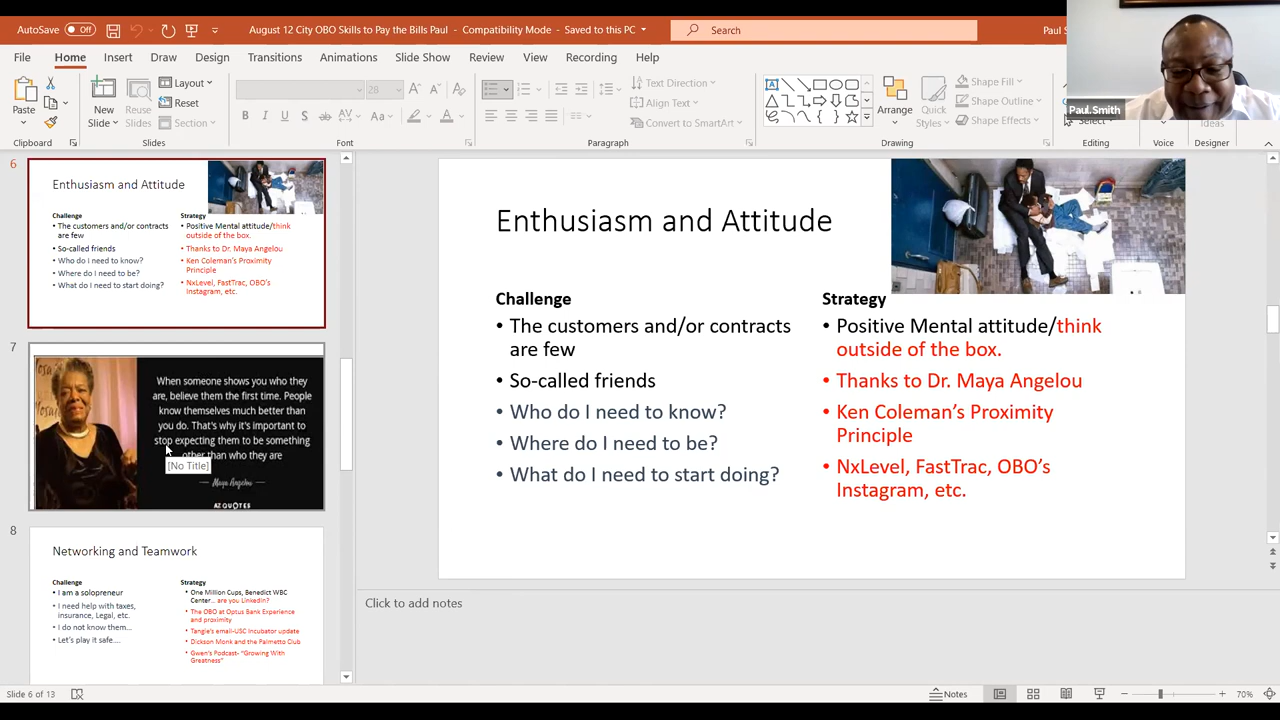 AutoSave
Off
August 12 City OBO Skills to Pay the Bills Paul - Compatibility Mode - Saved to this PC
Search
Paul S
File
Home
Insert
Draw
Design
Transitions
Animations
Slide Show
Review
View
Recording
Help
Paste
Clipboard
New
Slide
Reuse
Slides
Layout
Reset
Section
Slides
28
Font
Text Direction
Align Text
Convert to SmartArt
Paragraph
Arrange
Quick
Styles
Shape Fill
Shape Outline
Shape Effects
Drawing
Select
Editing
Voice
Ideas
Designer
Paul.Smith
6
Enthusiasm and Attitude
Challenge
• The customers and/or contracts
are few
• So-called friends
• Who do I need to know?
• Where do I need to be?
• What do I need to start doing?
Strategy
• Positive Mental attitude/think
outside of the box.
• Thanks to Dr. Maya Angelou
• Ken Coleman's Proximity
Principle
• NxLevel, FastTrac, OBO's
Instagram, etc.
7
When someone shows you who they
are, believe them the first time. People
know themselves much better than
you do. That's why it's important to
stop expecting them to be something
other than who they are
[No Title]
Maya Angelou
AZ QUOTES
8
Networking and Teamwork
Challenge
• I am a solopreneur
• I need help with taxes,
insurance, Legal, etc.
• I do not know them...
• Let's play it safe....
Strategy
• One Million Cups, Benedict WBC
Center... are you LinkedIn?
• The OBO at Optus Bank Experience
and proximity
• Tangie's email-USC Incubator update
• Dickson Monk and the Palmetto Club
• Gwen's Podcast- "Growing With
Greatness"
Enthusiasm and Attitude
Challenge
• The customers and/or contracts
are few
• So-called friends
• Who do I need to know?
• Where do I need to be?
• What do I need to start doing?
Strategy
• Positive Mental attitude/think
outside of the box.
• Thanks to Dr. Maya Angelou
• Ken Coleman's Proximity
Principle
• NxLevel, FastTrac, OBO's
Instagram, etc.
Click to add notes
Slide 6 of 13
Notes
70%